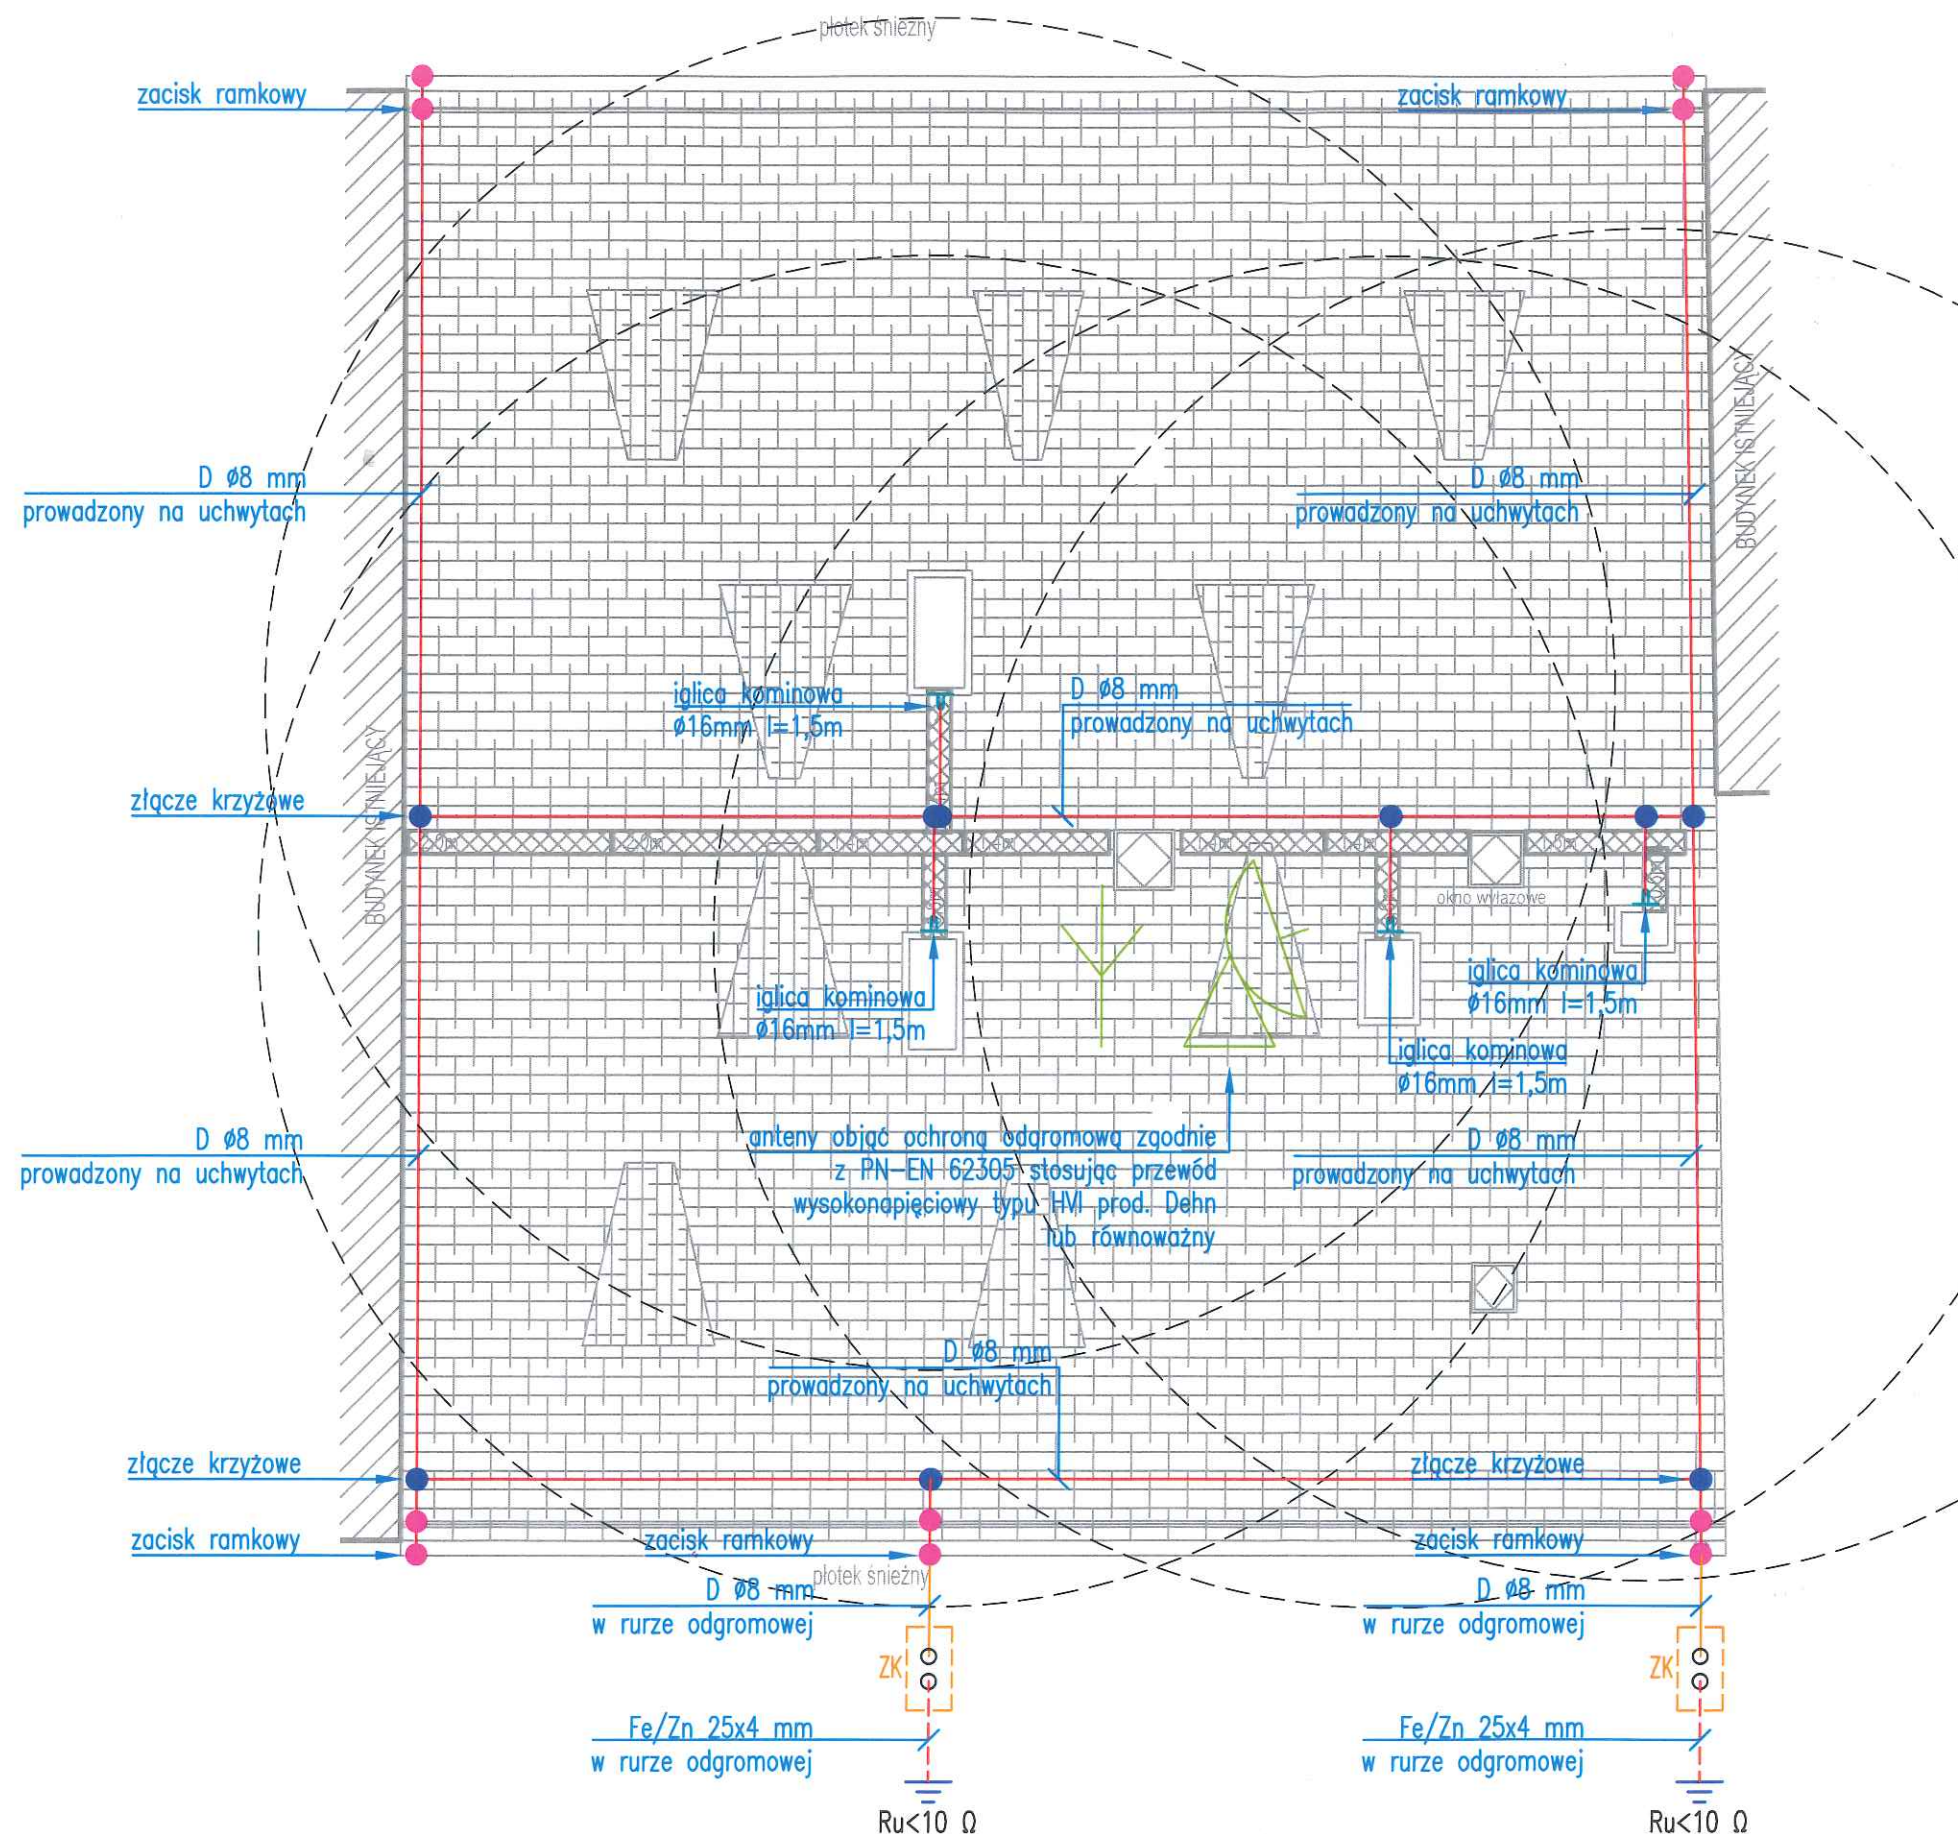 płotek śnieżny
zacisk ramkowy
zacisk ramkowy
D ø8 mm
prowadzony na uchwytach
D ø8 mm
prowadzony na uchwytach
BUDYNEK ISTNIEJĄCY
iglica kominowa
ø16mm l=1,5m
D ø8 mm
prowadzony na uchwytach
złącze krzyżowe
BUDYNEK ISTNIEJĄCY
okno wyłazowe
iglica kominowa
ø16mm l=1,5m
iglica kominowa
ø16mm l=1,5m
iglica kominowa
ø16mm l=1,5m
D ø8 mm
prowadzony na uchwytach
anteny objąć ochroną odgromową zgodnie
z PN-EN 62305 stosując przewód
wysokonapięciowy typu HVI prod. Dehn
lub równoważny
D ø8 mm
prowadzony na uchwytach
D ø8 mm
prowadzony na uchwytach
złącze krzyżowe
złącze krzyżowe
zacisk ramkowy
zacisk ramkowy
zacisk ramkowy
płotek śnieżny
D ø8 mm
w rurze odgromowej
D ø8 mm
w rurze odgromowej
ZK
ZK
Fe/Zn 25x4 mm
w rurze odgromowej
Fe/Zn 25x4 mm
w rurze odgromowej
Ru<10 Ω
Ru<10 Ω